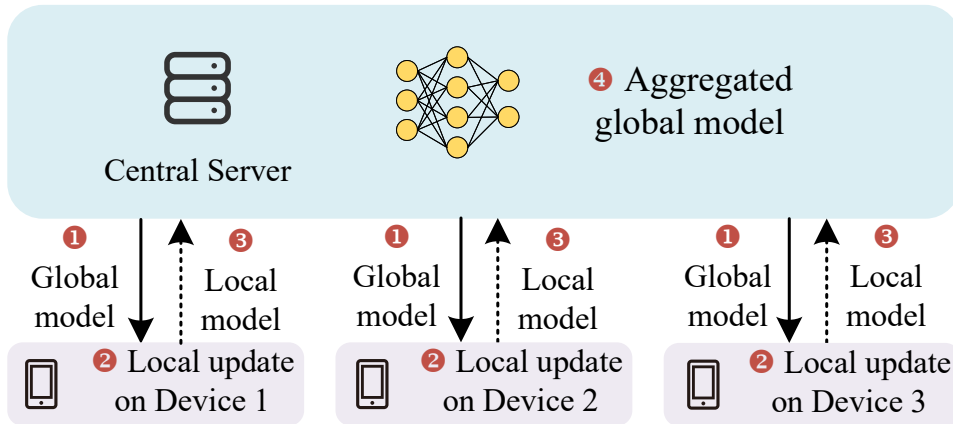 ❹ Aggregated
global model
Central Server
❶
Global
model
❸
Local
model
❶
Global
model
❸
Local
model
❶
Global
model
❸
Local
model
❷ Local update
on Device 1
❷ Local update
on Device 2
❷ Local update
on Device 3